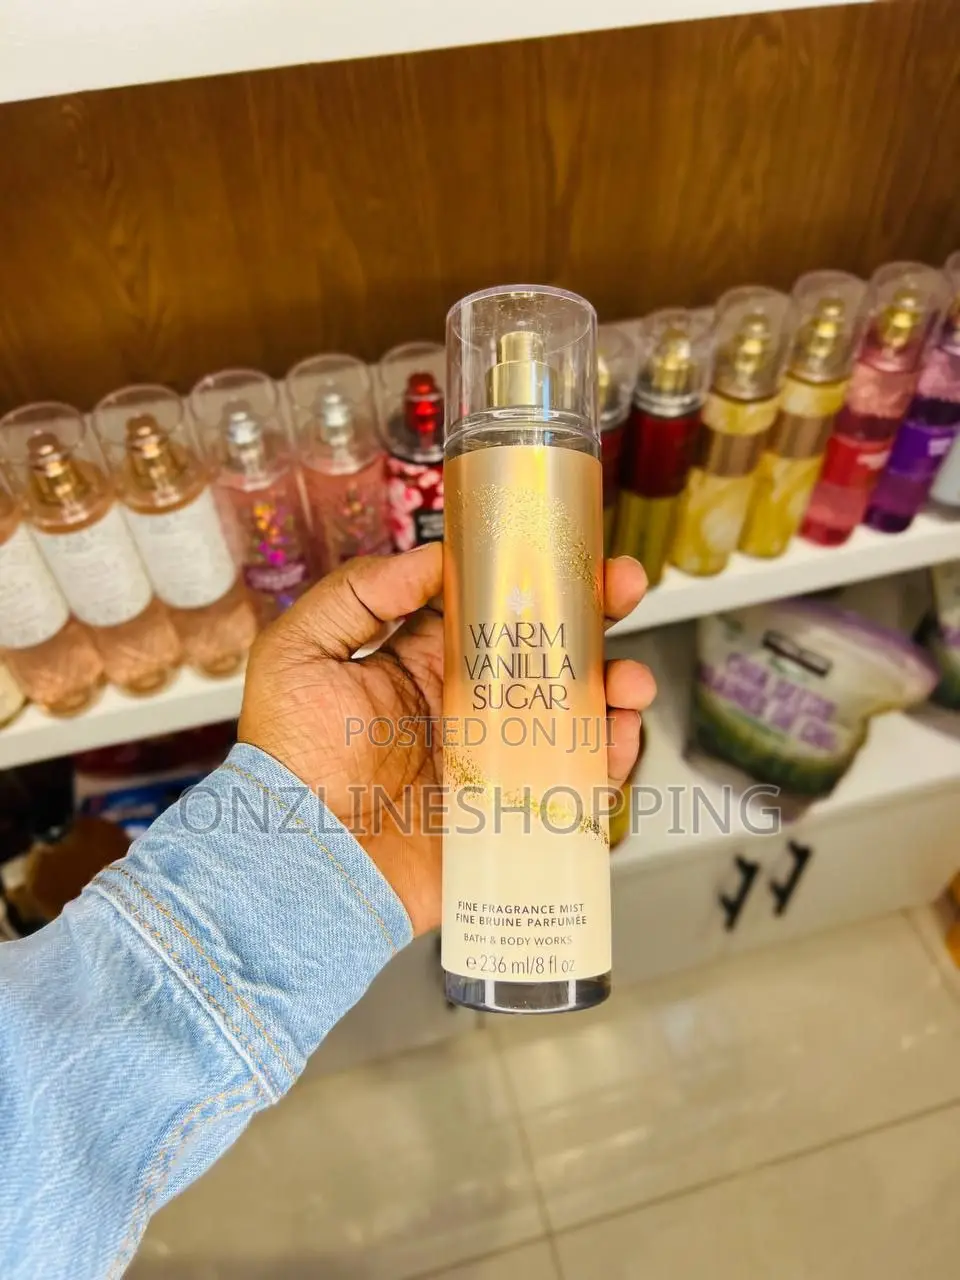 WARM
VANILLA
SUGAR
POSTED ON JIJI
ONZLINESHOPPING
FINE FRAGRANCE MIST
FINE BRUINE PARFUMÉE
BATH & BODY WORKS
e 236 ml/8 fl oz